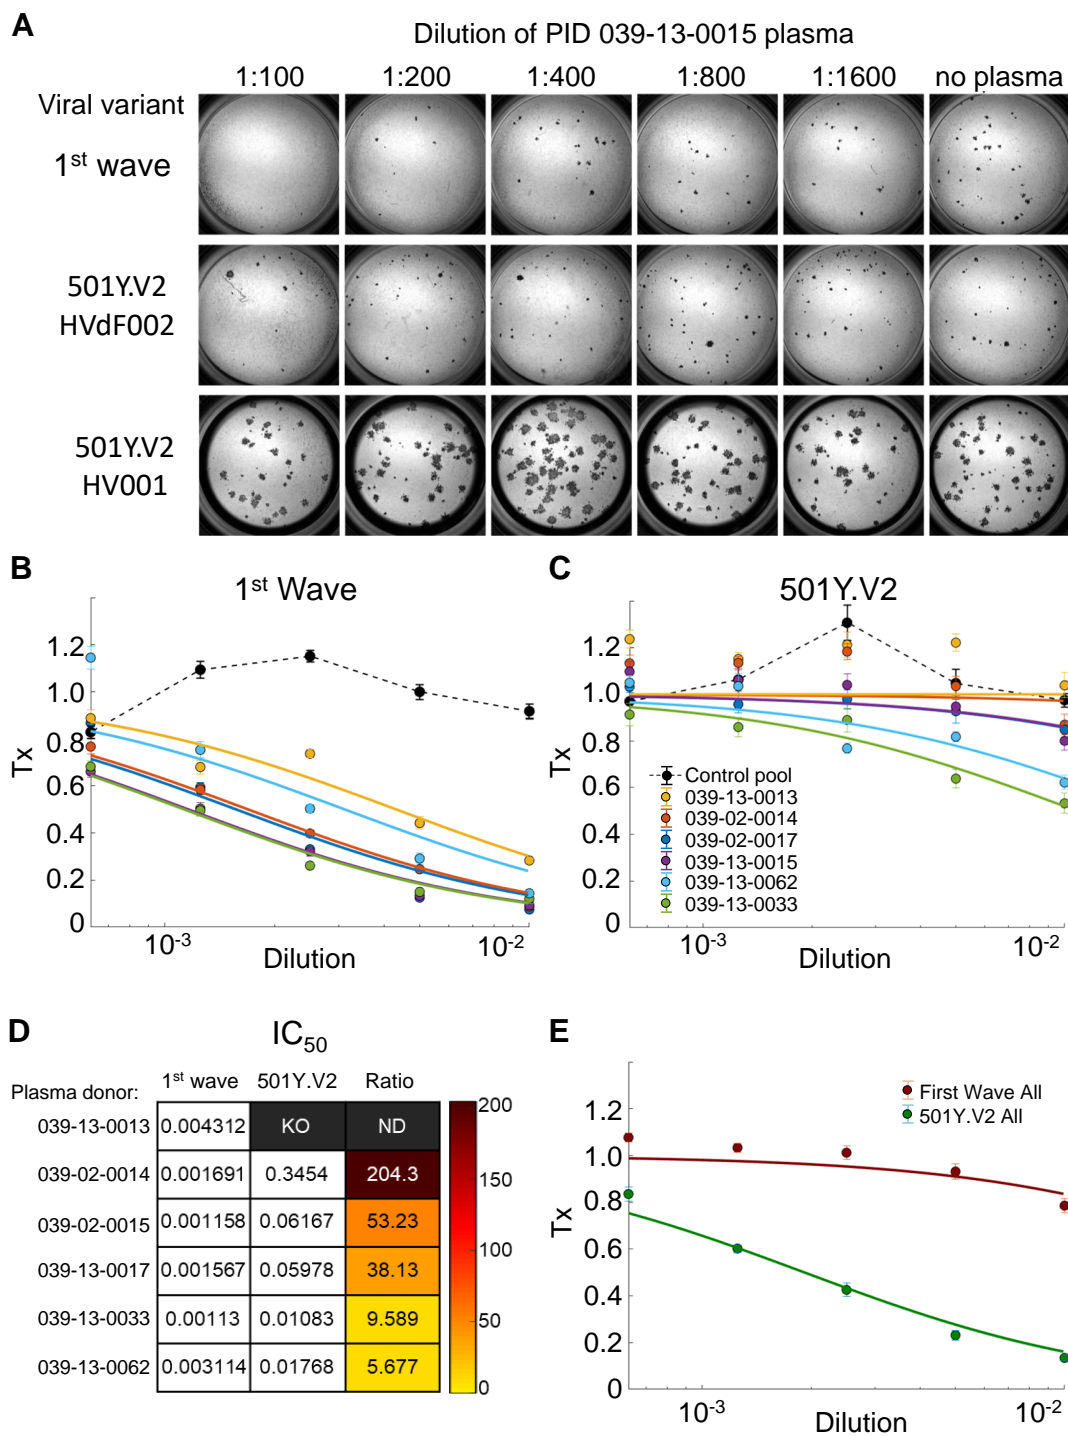 A
Dilution of PID 039-13-0015 plasma
1:100 1:200 1:400 1:800 1:1600 no plasma
Viral variant
1st wave
501Y.V2
HVdF002
501Y.V2
HV001
B
1st Wave
Tx
1.2
1.0
0.8
0.6
0.4
0.2
0
10-3
10-2
Dilution
C
501Y.V2
Tx
1.2
1.0
0.8
0.6
0.4
0.2
0
Control pool
039-13-0013
039-02-0014
039-02-0017
039-13-0015
039-13-0062
039-13-0033
10-3
10-2
Dilution
D
IC50
Plasma donor: 1st wave 501Y.V2 Ratio
039-13-0013 0.004312 KO ND
039-02-0014 0.001691 0.3454 204.3
039-02-0015 0.001158 0.06167 53.23
039-13-0017 0.001567 0.05978 38.13
039-13-0033 0.00113 0.01083 9.589
039-13-0062 0.003114 0.01768 5.677
200
150
100
50
0
E
First Wave All
501Y.V2 All
Tx
1.2
1.0
0.8
0.6
0.4
0.2
0
10-3
10-2
Dilution